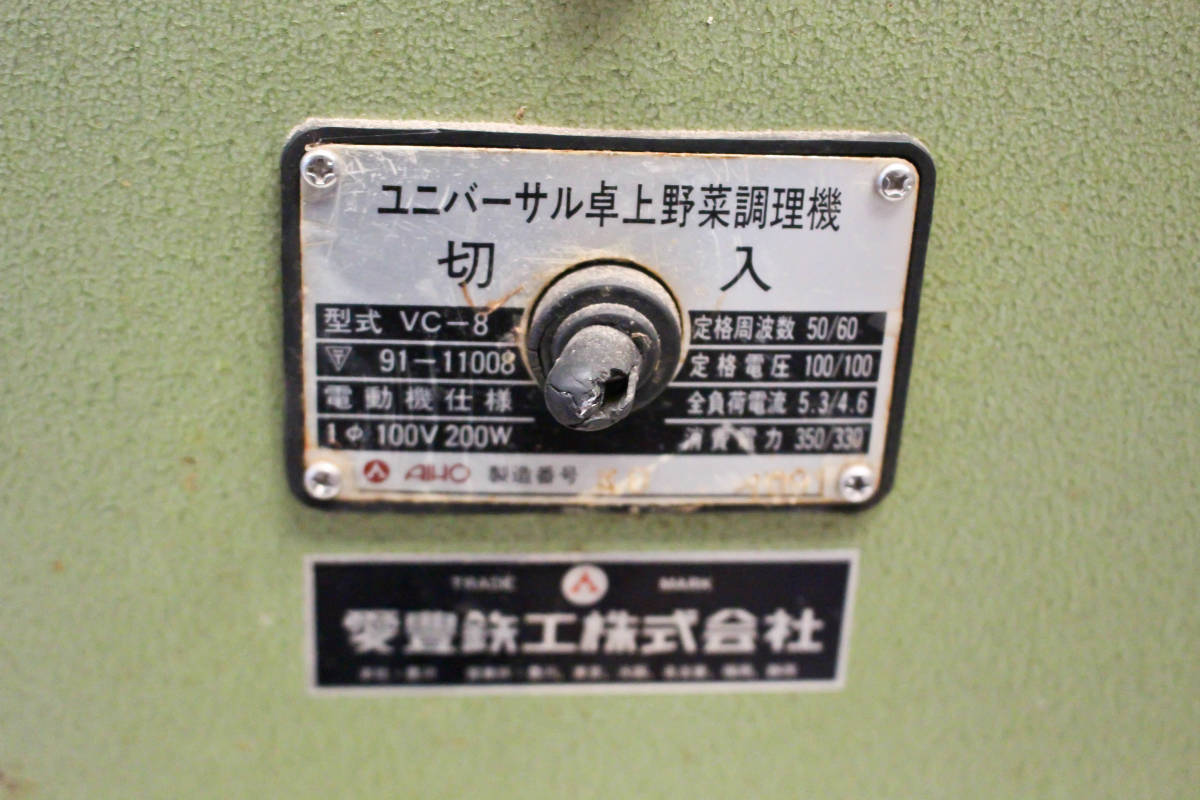 ユニバーサル卓上野菜調理機
切 入
型式 VC-8
〒 91-11008
電動機仕様
1φ 100V 200W
定格周波数 50/60
定格電圧 100/100
全負荷電流 5.3/4.6
消費電力 350/330
AIHO 製造番号
TRADE MARK
愛豊鉄工株式会社